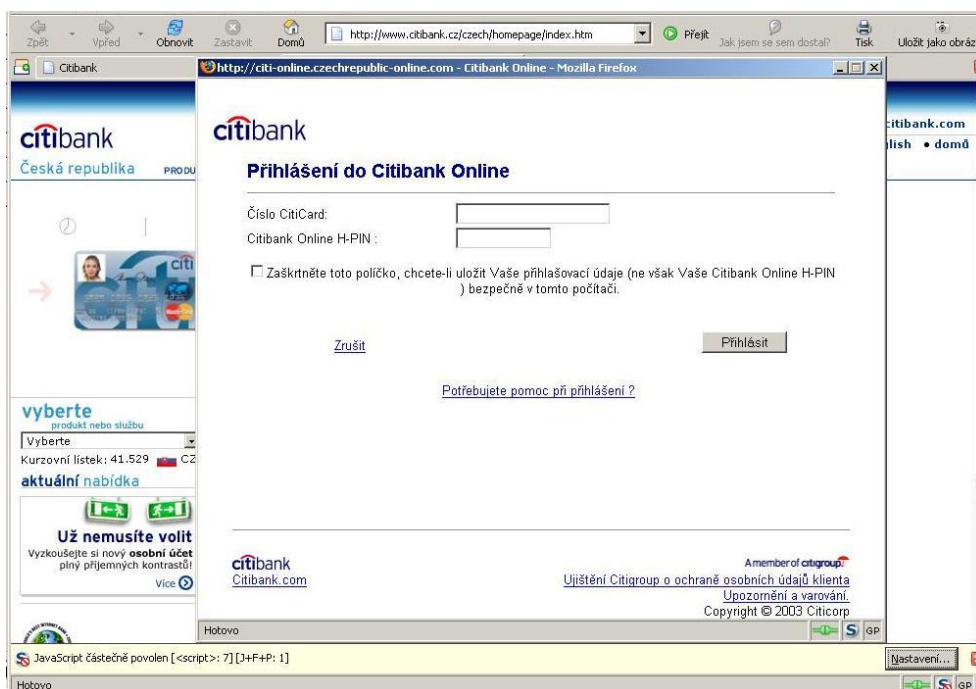 Zpět Vpřed Obnovit Zastavit Domů http://www.citibank.cz/czech/homepage/index.htm Přejít Jak jsem se sem dostal? Tisk Uložit jako obráz
Citibank
http://citi-online.czechrepublic-online.com - Citibank Online - Mozilla Firefox
citibank
Česká republika PRODU
citi
vyberte
produkt nebo službu
Vyberte
Kurzovní lístek: 41.529 CZ
aktuální nabídka
Už nemusíte volit
Vyzkoušejte si nový osobní účet
plný příjemných kontrastů!
Více
citibank
Přihlášení do Citibank Online
Číslo CitiCard:
Citibank Online H-PIN :
Zaškrtněte toto políčko, chcete-li uložit Vaše přihlašovací údaje (ne však Vaše Citibank Online H-PIN
) bezpečně v tomto počítači.
Zrušit Přihlásit
Potřebujete pomoc při přihlášení ?
citibank
Citibank.com
A member of citigroup
Ujištění Citigroup o ochraně osobních údajů klienta
Upozornění a varování.
Copyright © 2003 Citicorp
Hotovo GP
citibank.com
glish • domů
JavaScript částečně povolen [<script>: 7] [J+F+P: 1] Nastavení...
Hotovo GP